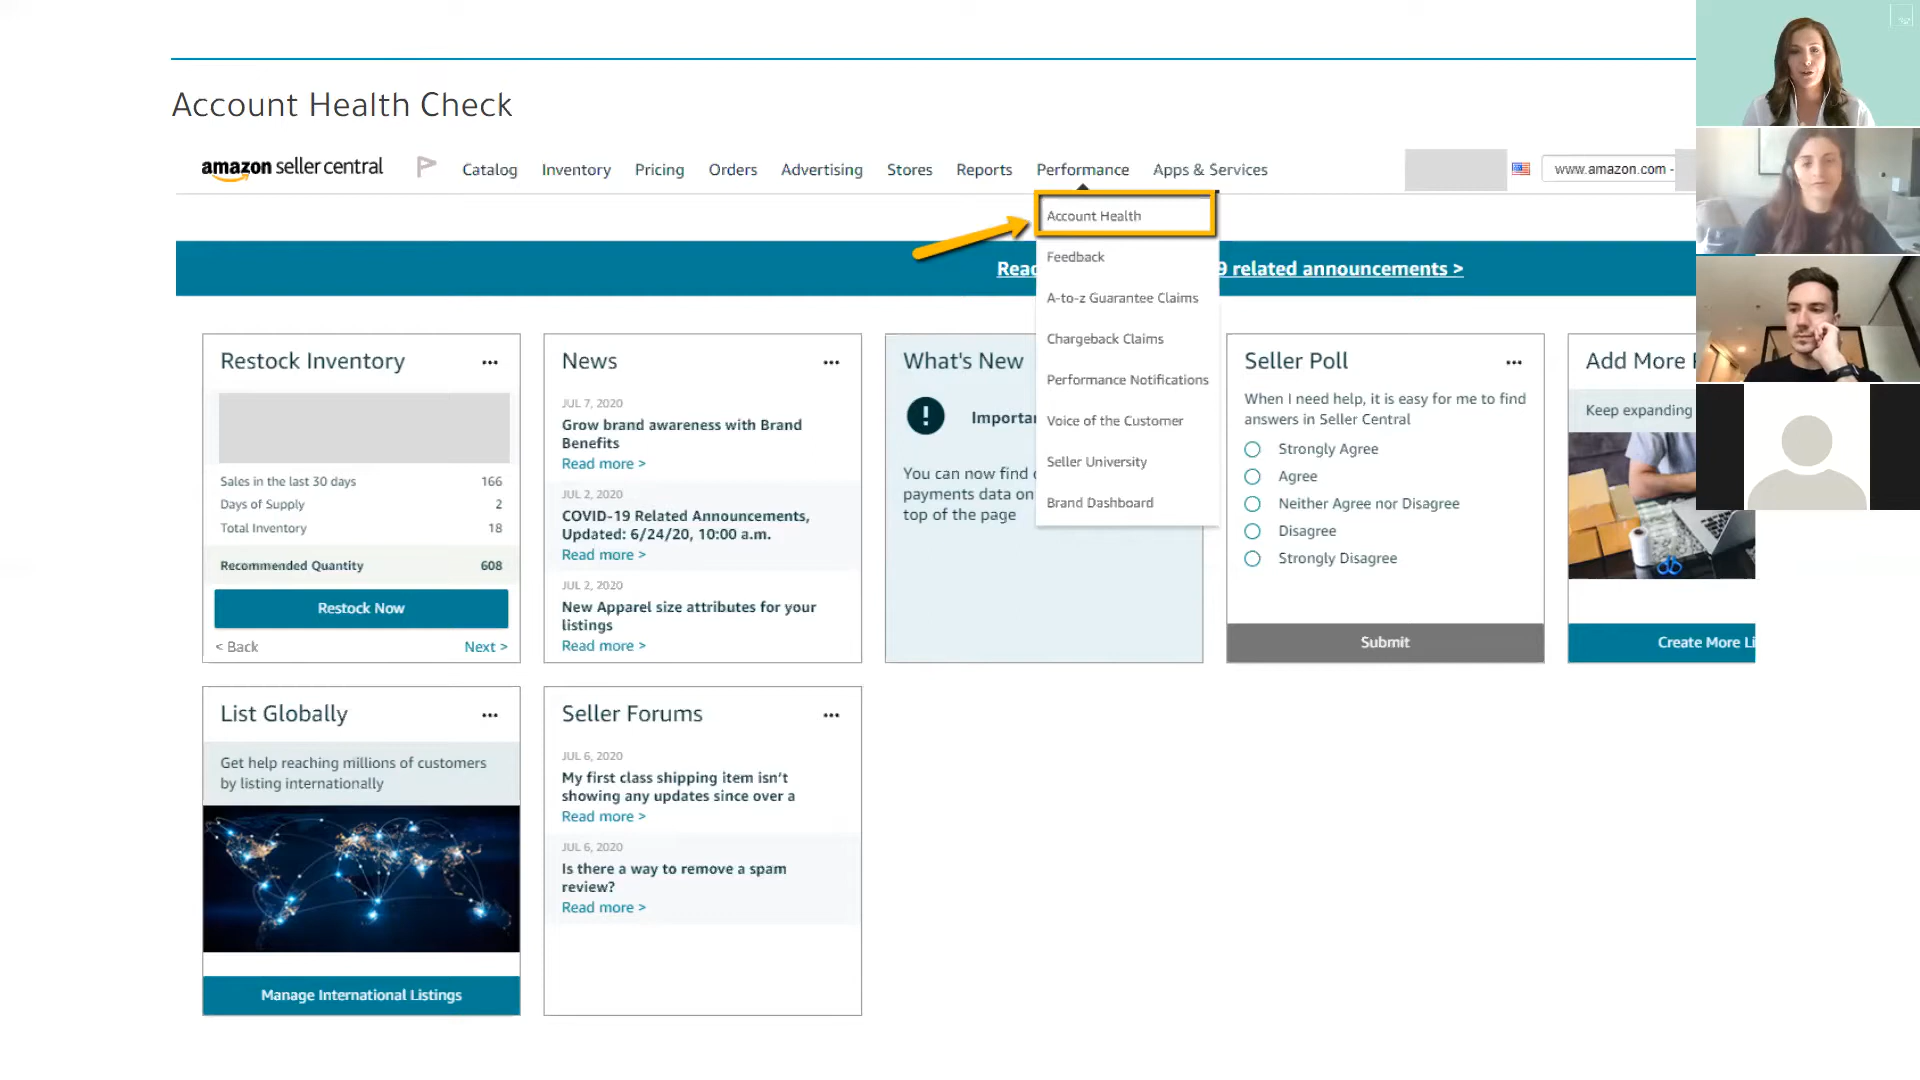 Account Health Check
amazon seller central
Catalog Inventory Pricing Orders Advertising Stores Reports Performance Apps & Services
www.amazon.com -
Account Health
Feedback
A-to-z Guarantee Claims
Chargeback Claims
Performance Notifications
Voice of the Customer
Seller University
Brand Dashboard
related announcements >
Restock Inventory
Sales in the last 30 days 166
Days of Supply 2
Total Inventory 18
Recommended Quantity 608
Restock Now
< Back Next >
News
JUL 7, 2020
Grow brand awareness with Brand
Benefits
Read more >
JUL 2, 2020
COVID-19 Related Announcements,
Updated: 6/24/20, 10:00 a.m.
Read more >
JUL 2, 2020
New Apparel size attributes for your
listings
Read more >
What's New
You can now find
payments data on
top of the page
Seller Poll
When I need help, it is easy for me to find
answers in Seller Central
Strongly Agree
Agree
Neither Agree nor Disagree
Disagree
Strongly Disagree
Submit
Add More
Keep expanding
Create More
List Globally
Get help reaching millions of customers
by listing internationally
Manage International Listings
Seller Forums
JUL 6, 2020
My first class shipping item isn't
showing any updates since over a
Read more >
JUL 6, 2020
Is there a way to remove a spam
review?
Read more >